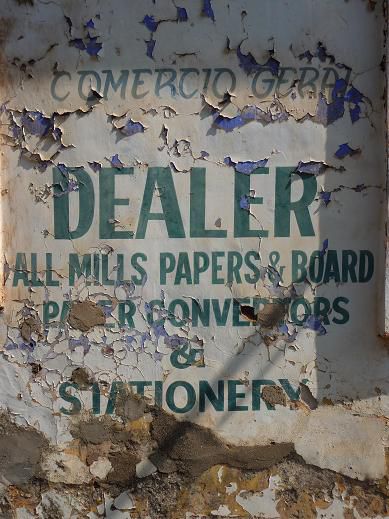 COMERCIO GERAL
DEALER
ALL MILLS PAPERS & BOARD
PAPER CONVERTORS
&
STATIONERY